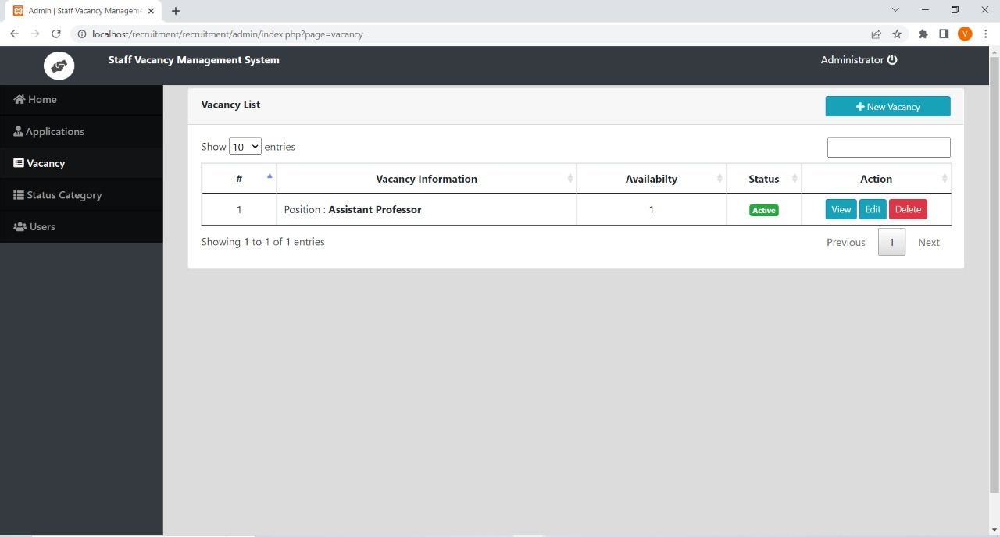 Admin | Staff Vacancy Manageme
localhost/recruitment/recruitment/admin/index.php?page=vacancy
V
Staff Vacancy Management System
Administrator
Home
Applications
Vacancy
Status Category
Users
Vacancy List
New Vacancy
Show 10 entries
# Vacancy Information Availabilty Status Action
1 Position : Assistant Professor 1 Active View Edit Delete
Showing 1 to 1 of 1 entries
Previous 1 Next